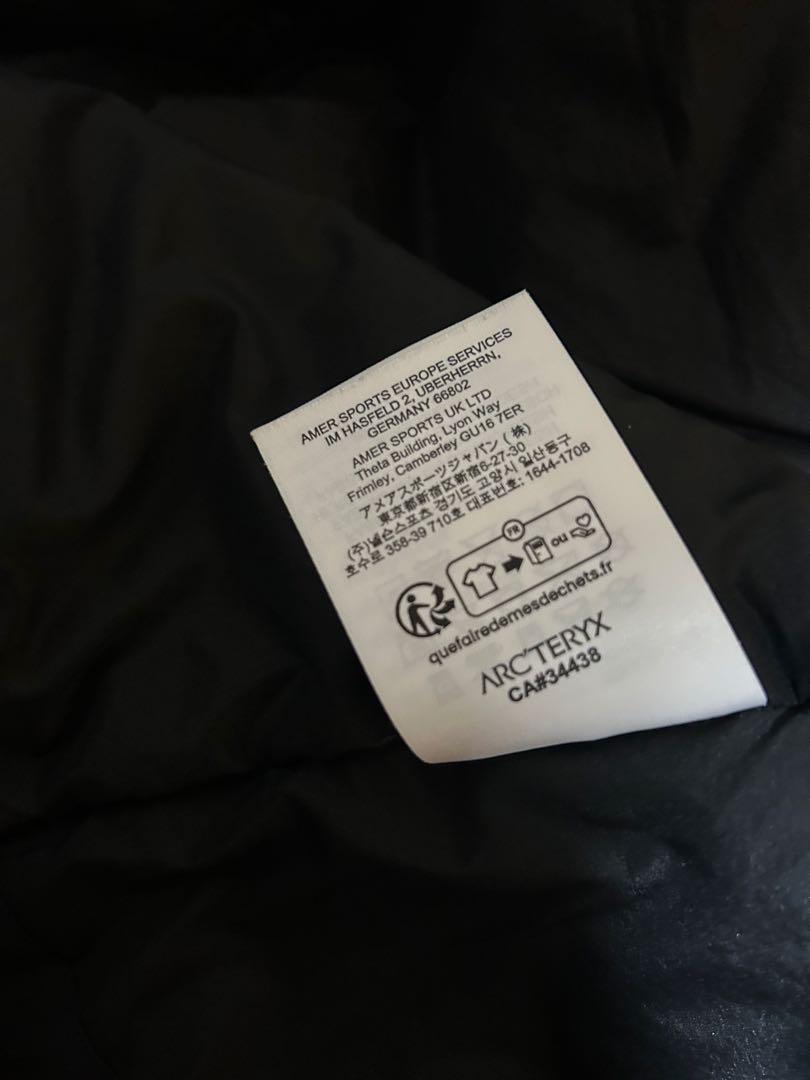 AMER SPORTS EUROPE SERVICES
IM HASFELD 2, UBERHERRN,
GERMANY 66802
AMER SPORTS UK LTD
Theta Building, Lyon Way
Frimley, Camberley GU16 7ER
アメアスポーツジャパン (株)
東京都新宿区新宿6-27-30
(주)넬슨스포츠 경기도 고양시 일산동구
호수로 358-39 710호 대표번호: 1644-1708
FR
ou
quefairedemesdechets.fr
ARC'TERYX
CA#34438